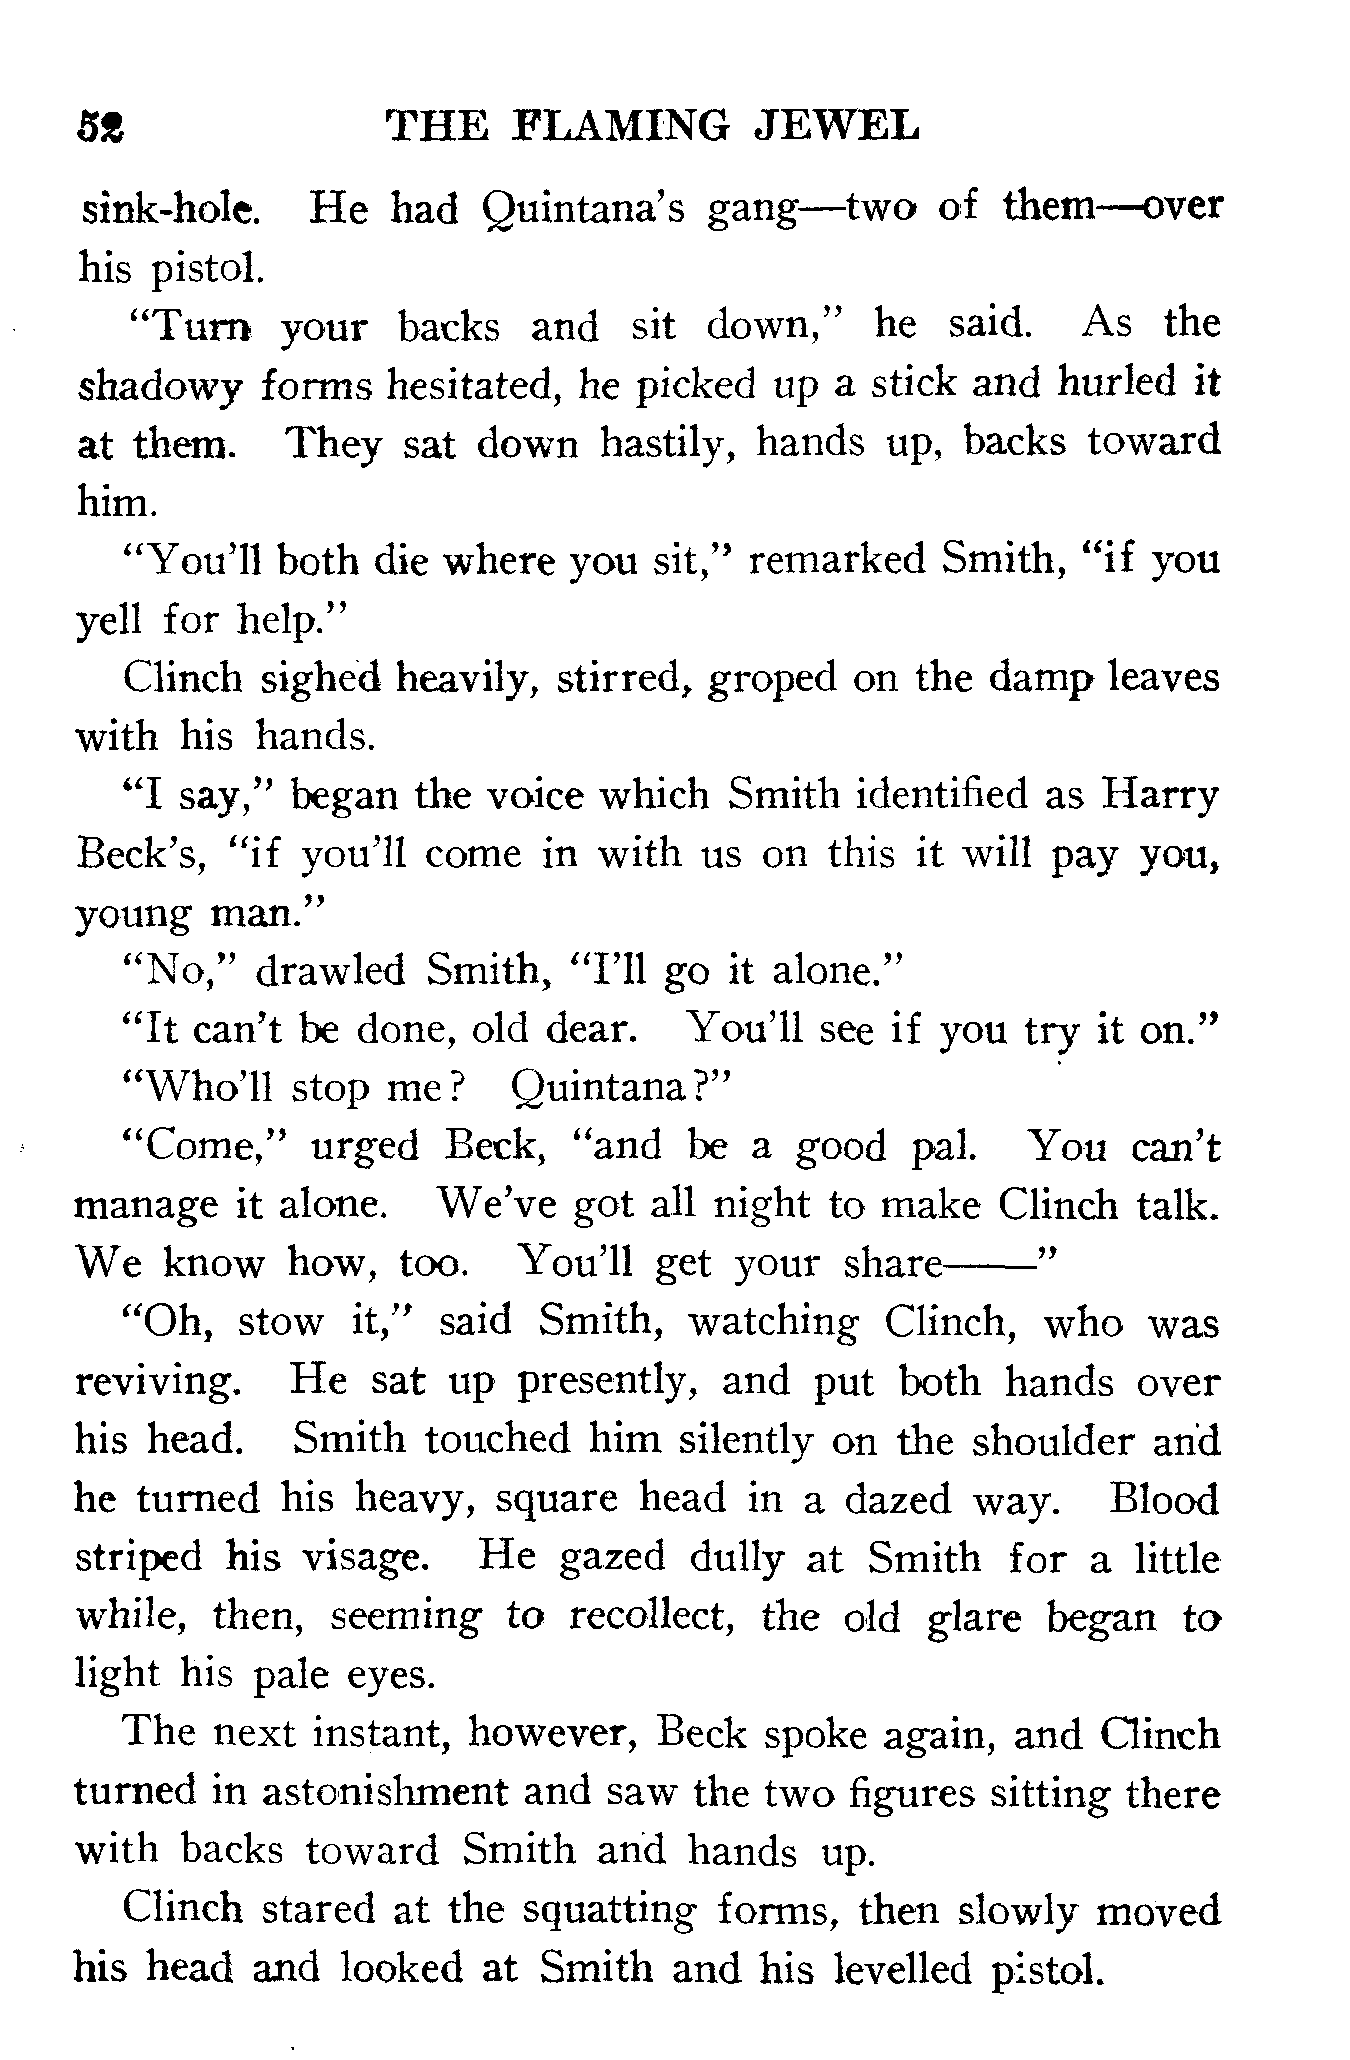 52 THE FLAMING JEWEL
sink-hole. He had Quintana's gang—two of them—over
his pistol.
"Turn your backs and sit down," he said. As the
shadowy forms hesitated, he picked up a stick and hurled it
at them. They sat down hastily, hands up, backs toward
him.
"You'll both die where you sit," remarked Smith, "if you
yell for help."
Clinch sighed heavily, stirred, groped on the damp leaves
with his hands.
"I say," began the voice which Smith identified as Harry
Beck's, "if you'll come in with us on this it will pay you,
young man."
"No," drawled Smith, "I'll go it alone."
"It can't be done, old dear. You'll see if you try it on."
"Who'll stop me? Quintana?"
"Come," urged Beck, "and be a good pal. You can't
manage it alone. We've got all night to make Clinch talk.
We know how, too. You'll get your share——"
"Oh, stow it," said Smith, watching Clinch, who was
reviving. He sat up presently, and put both hands over
his head. Smith touched him silently on the shoulder and
he turned his heavy, square head in a dazed way. Blood
striped his visage. He gazed dully at Smith for a little
while, then, seeming to recollect, the old glare began to
light his pale eyes.
The next instant, however, Beck spoke again, and Clinch
turned in astonishment and saw the two figures sitting there
with backs toward Smith and hands up.
Clinch stared at the squatting forms, then slowly moved
his head and looked at Smith and his levelled pistol.